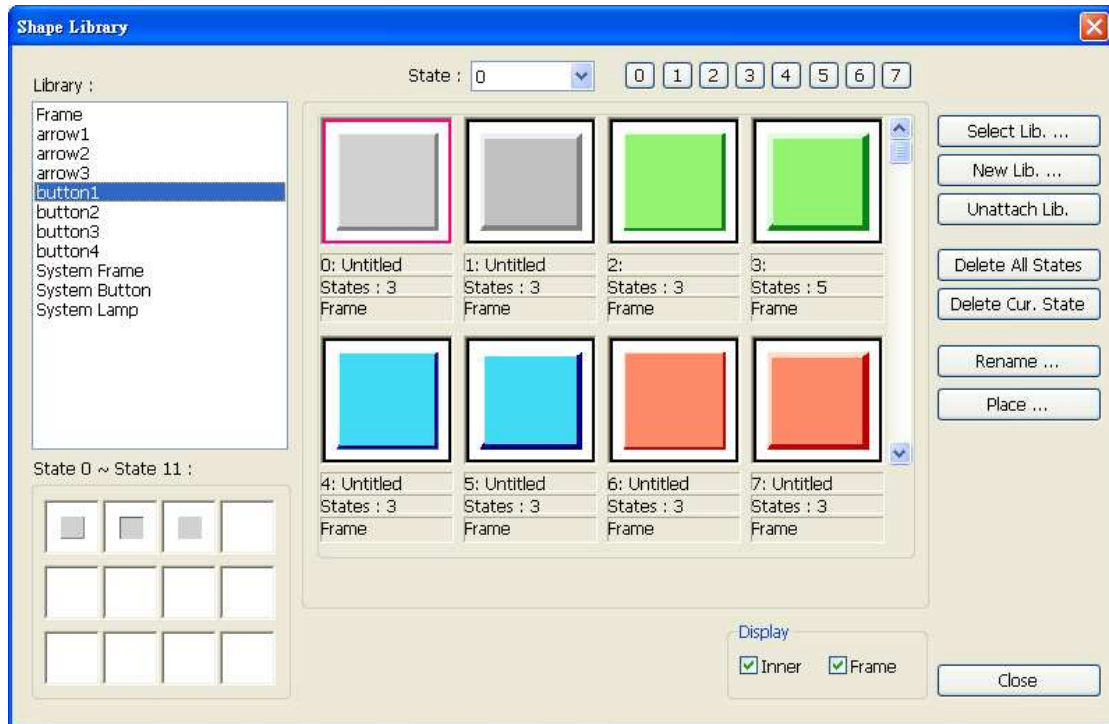 Shape Library
Library :
State : 0
0 1 2 3 4 5 6 7
Frame
arrow1
arrow2
arrow3
button1
button2
button3
button4
System Frame
System Button
System Lamp
0: Untitled
States : 3
Frame
1: Untitled
States : 3
Frame
2:
States : 3
Frame
3:
States : 5
Frame
4: Untitled
States : 3
Frame
5: Untitled
States : 3
Frame
6: Untitled
States : 3
Frame
7: Untitled
States : 3
Frame
Select Lib. ...
New Lib. ...
Unattach Lib.
Delete All States
Delete Cur. State
Rename ...
Place ...
State 0 ~ State 11 :
Display
Inner
Frame
Close